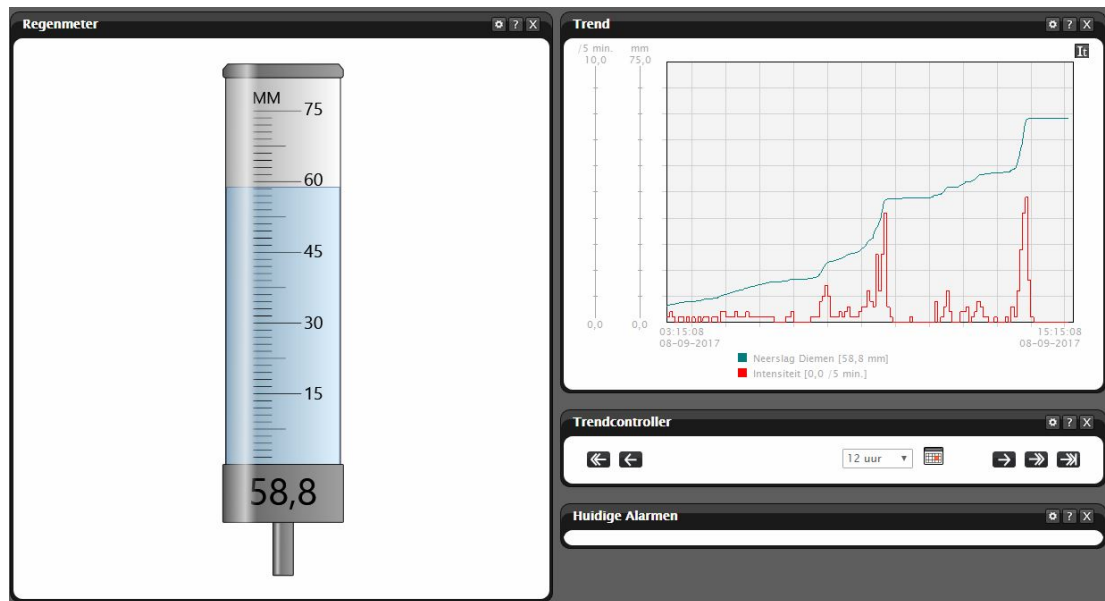 Regenmeter
? X
MM
75
60
45
30
15
58,8
Trend
? X
/5 min. mm
10,0 75,0
It
0,0 0,0
03:15:08 15:15:08
08-09-2017 08-09-2017
Neerslag Diemen [58,8 mm]
Intensiteit [0,0 /5 min.]
Trendcontroller
? X
12 uur
Huidige Alarmen
? X